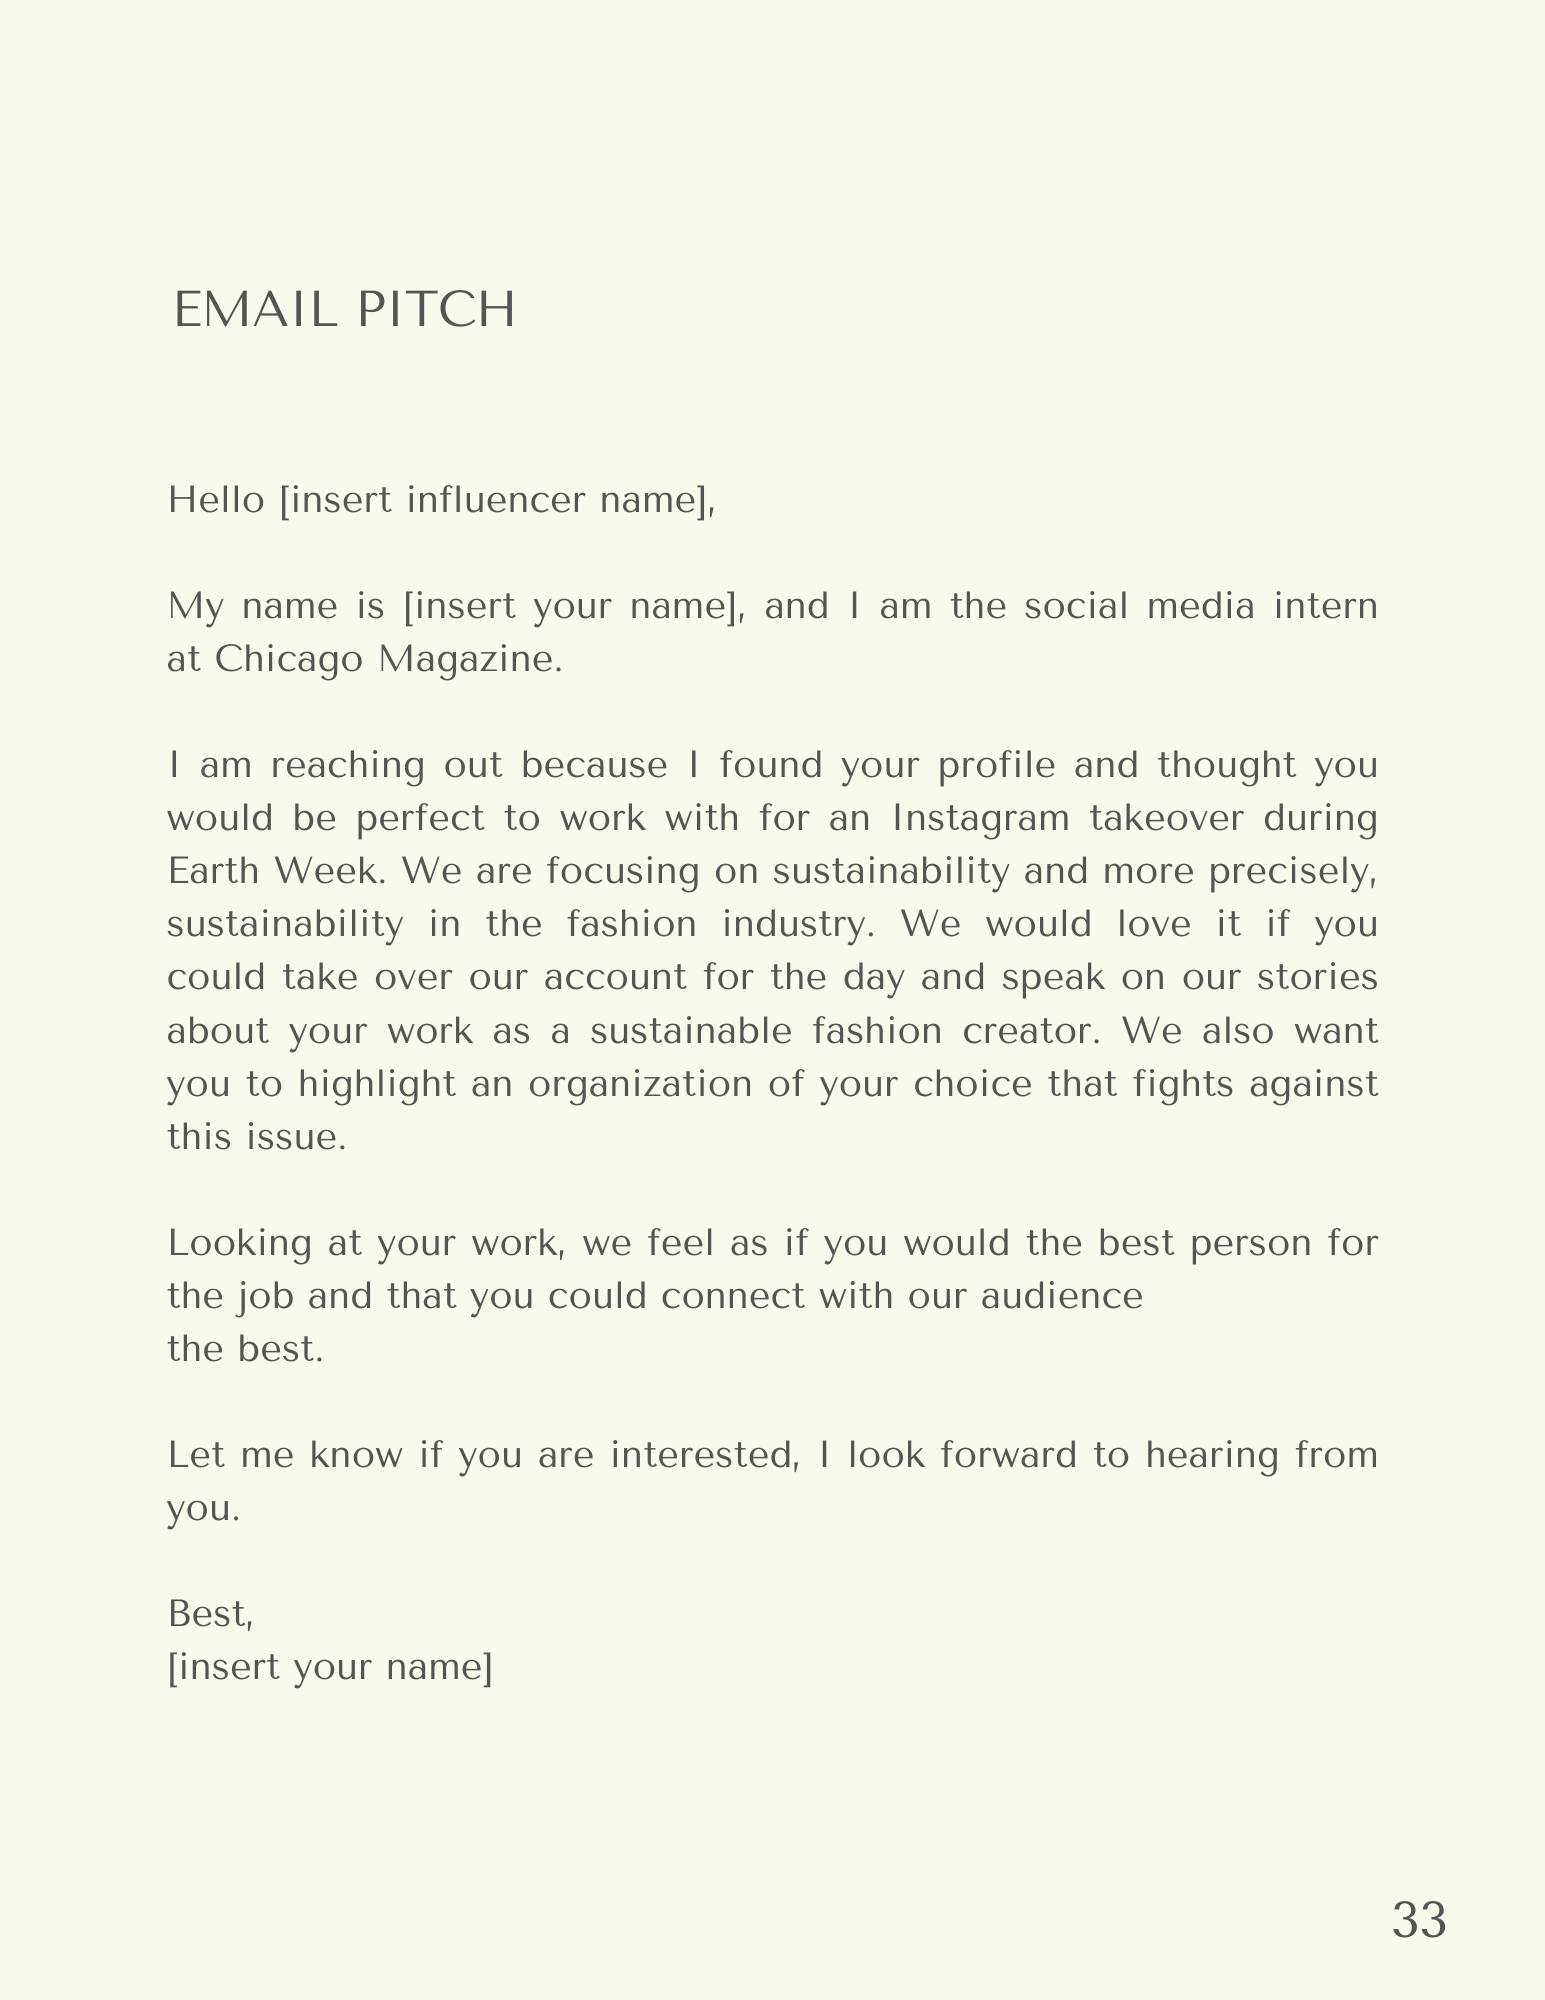 EMAIL PITCH
Hello [insert influencer name],
My name is [insert your name], and I am the social media intern
at Chicago Magazine.
I am reaching out because I found your profile and thought you
would be perfect to work with for an Instagram takeover during
Earth Week. We are focusing on sustainability and more precisely,
sustainability in the fashion industry. We would love it if you
could take over our account for the day and speak on our stories
about your work as a sustainable fashion creator. We also want
you to highlight an organization of your choice that fights against
this issue.
Looking at your work, we feel as if you would the best person for
the job and that you could connect with our audience
the best.
Let me know if you are interested, I look forward to hearing from
you.
Best,
[insert your name]
33